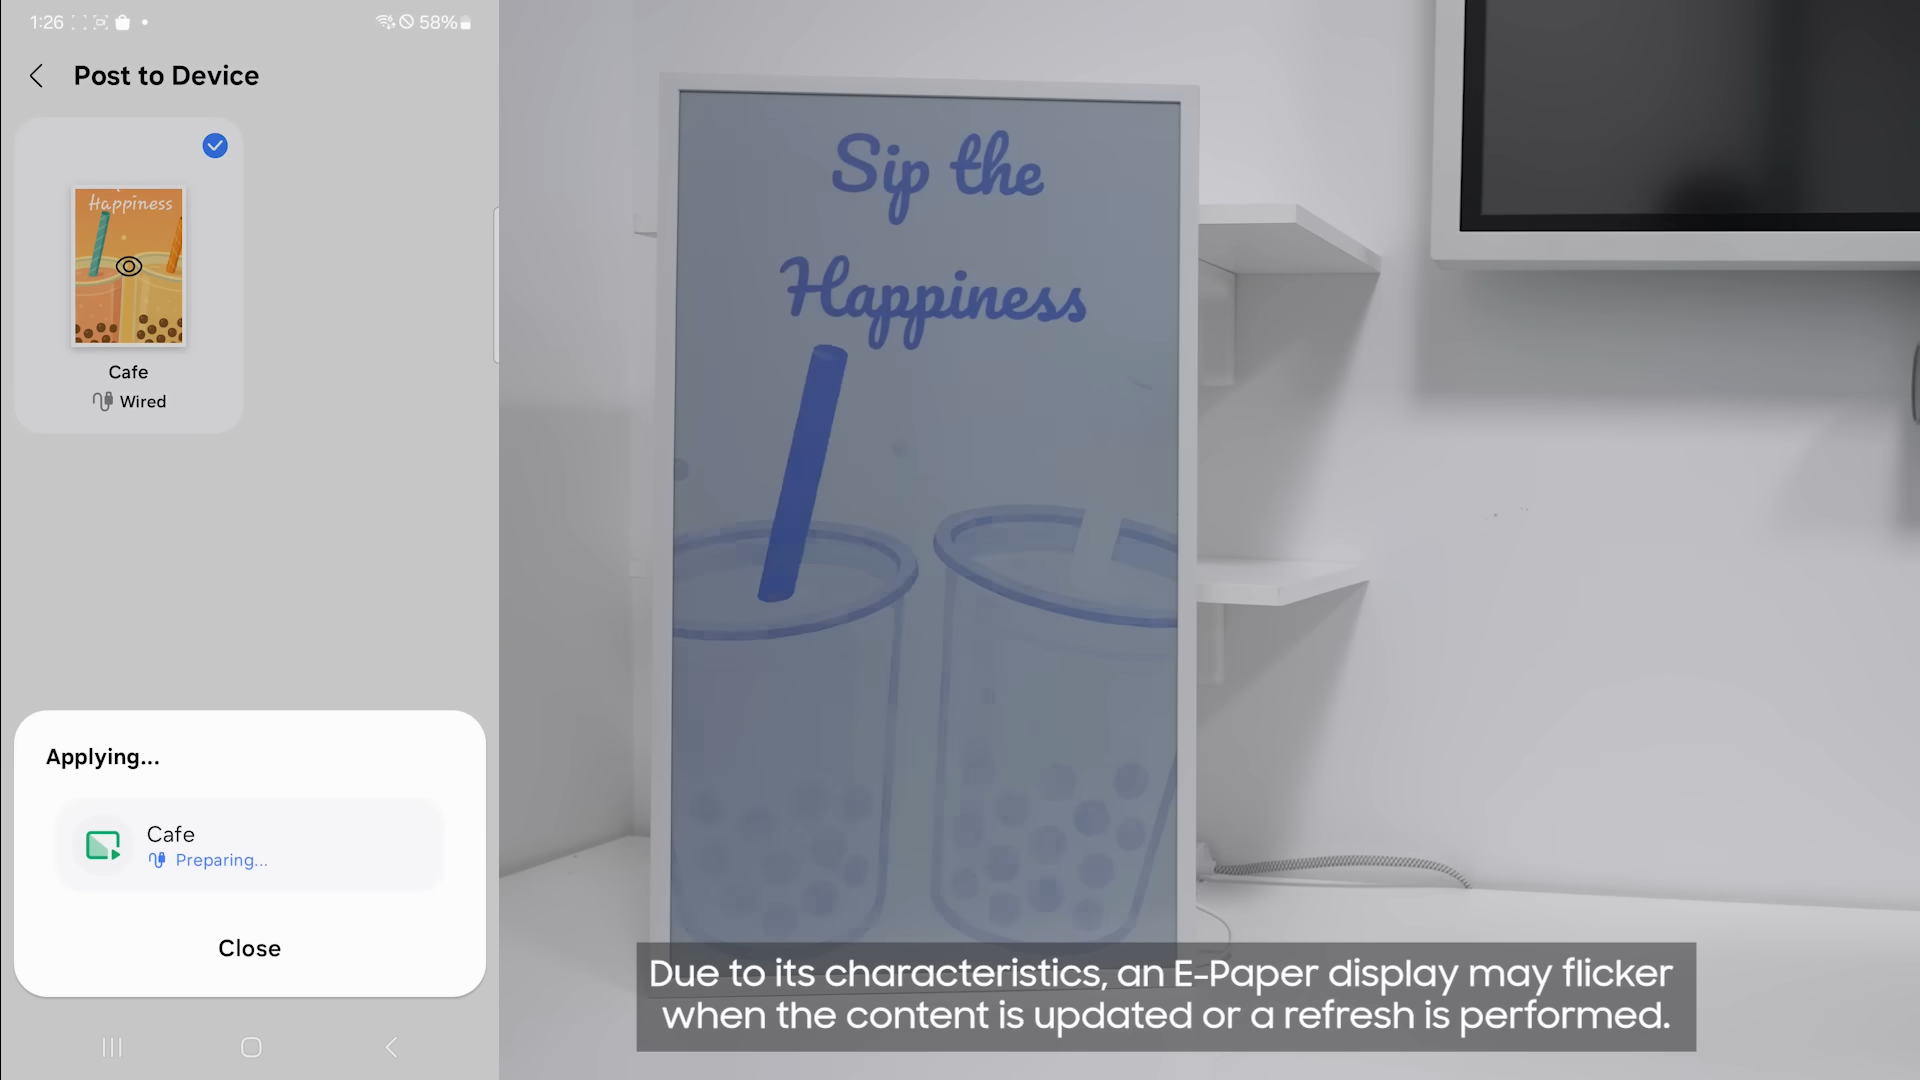 1:26
58%
Post to Device
Happiness
Cafe
Wired
Applying...
Cafe
Preparing...
Close
Sip the
Happiness
Due to its characteristics, an E-Paper display may flicker
when the content is updated or a refresh is performed.